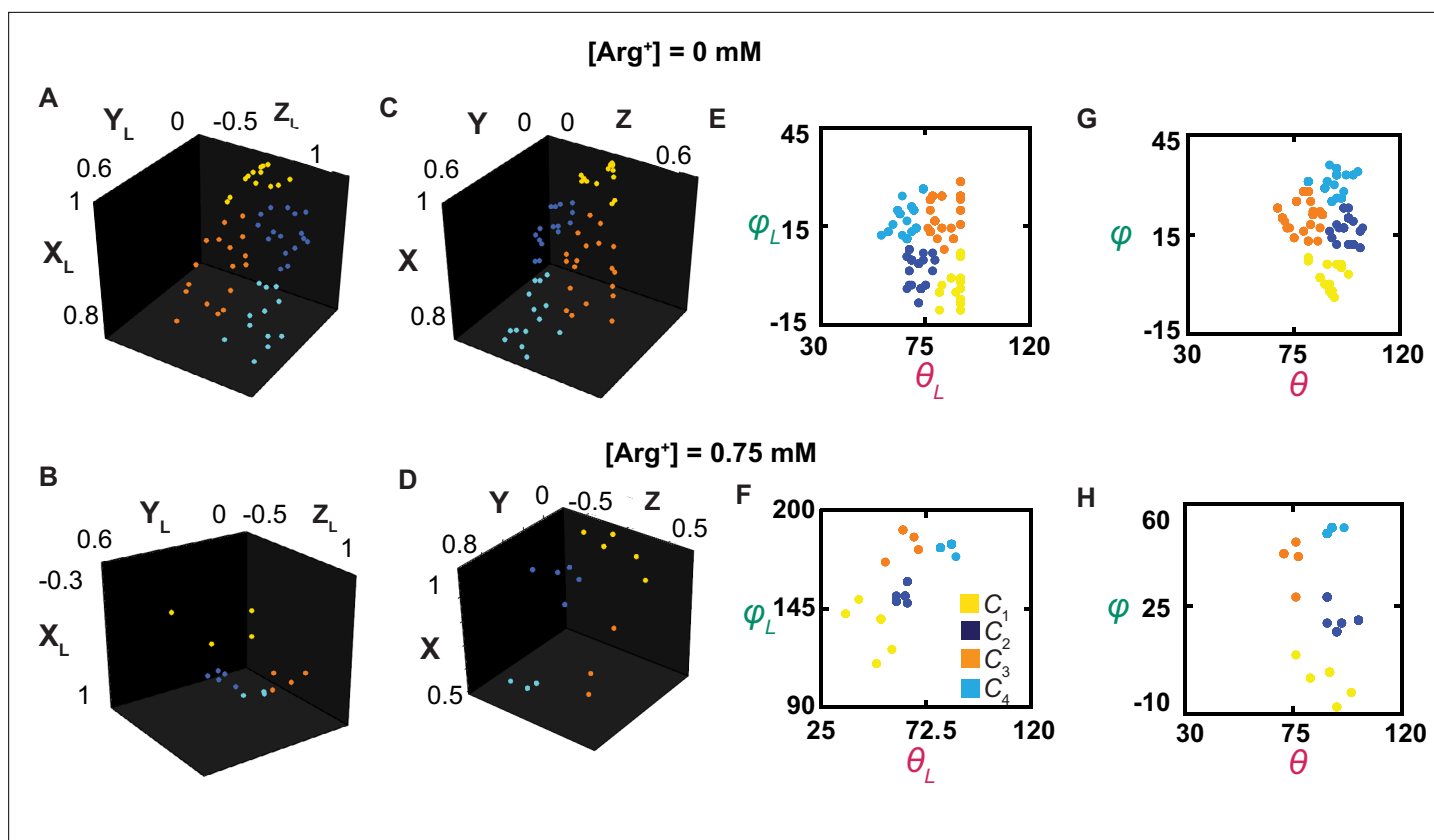 [Arg⁺] = 0 mM
A
Y_L
0
-0.5
Z_L
1
0.6
1
X_L
0.8
C
Y
0
0
Z
0.6
0.6
1
X
0.8
E
45
φ_L
15
-15
30
75
120
θ_L
G
45
φ
15
-15
30
75
120
θ
[Arg⁺] = 0.75 mM
B
Y_L
0
-0.5
Z_L
1
0.6
-0.3
X_L
1
D
Y
0
-0.5
Z
0.5
0.8
1
X
0.5
F
200
φ_L
145
90
25
72.5
120
θ_L
C₁
C₂
C₃
C₄
H
60
φ
25
-10
30
75
120
θ